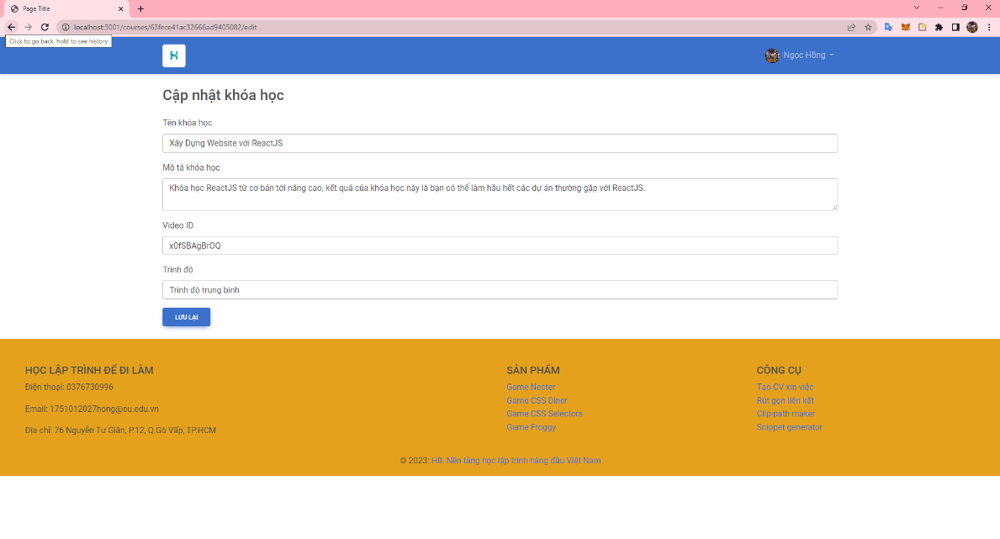 Page Title
localhost:3001/courses/63fece41ac32666ad9405082/edit
Click to go back, hold to see history
H
Ngọc Hồng
Cập nhật khóa học
Tên khóa học
Xây Dựng Website với ReactJS
Mô tả khóa học
Khóa học ReactJS từ cơ bản tới nâng cao, kết quả của khóa học này là bạn có thể làm hầu hết các dự án thường gặp với ReactJS.
Video ID
x0fSBAgBrOQ
Trình độ
Trình độ trung bình
LƯU LẠI
HỌC LẬP TRÌNH ĐỂ ĐI LÀM
Điện thoại: 0376730996
Email: 1751012027hong@ou.edu.vn
Địa chỉ: 76 Nguyễn Tư Giản, P.12, Q.Gò Vấp, TP.HCM
SẢN PHẨM
Game Nester
Game CSS Diner
Game CSS Selectors
Game Froggy
CÔNG CỤ
Tạo CV xin việc
Rút gọn liên kết
Clip-path maker
Snippet generator
© 2023: H8. Nền tảng học lập trình hàng đầu Việt Nam